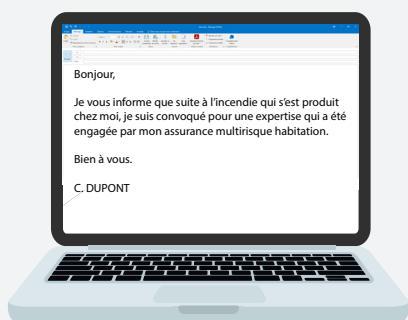 Bonjour,
Je vous informe que suite à l'incendie qui s'est produit
chez moi, je suis convoqué pour une expertise qui a été
engagée par mon assurance multirisque habitation.
Bien à vous.
C. DUPONT